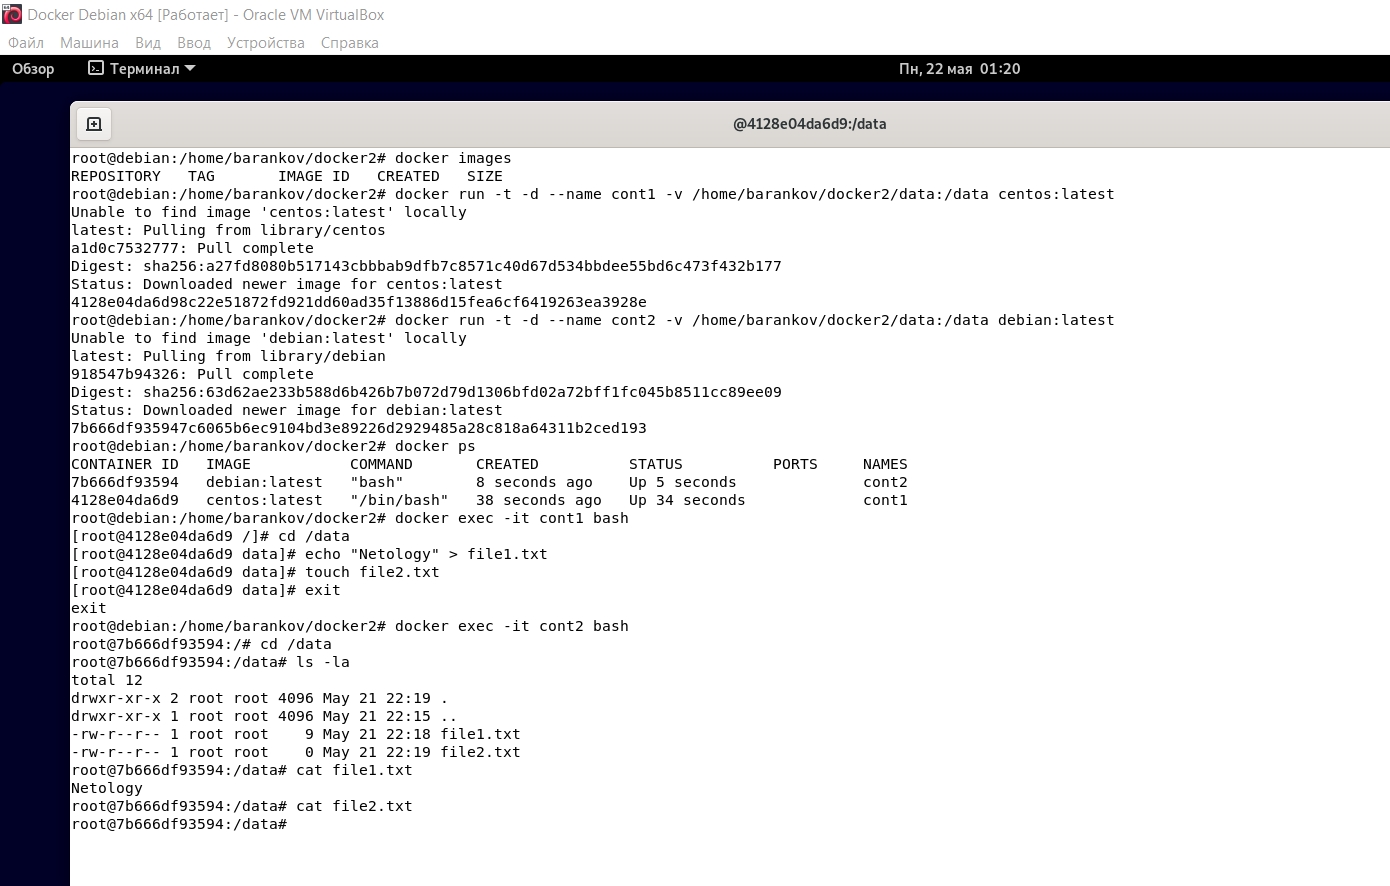 Docker Debian x64 [Работает] - Oracle VM VirtualBox
Файл Машина Вид Ввод Устройства Справка
Обзор Терминал Пн, 22 мая 01:20
@4128e04da6d9:/data
root@debian:/home/barankov/docker2# docker images
REPOSITORY   TAG       IMAGE ID   CREATED   SIZE
root@debian:/home/barankov/docker2# docker run -t -d --name cont1 -v /home/barankov/docker2/data:/data centos:latest
Unable to find image 'centos:latest' locally
latest: Pulling from library/centos
a1d0c7532777: Pull complete
Digest: sha256:a27fd8080b517143cbbbab9dfb7c8571c40d67d534bbdee55bd6c473f432b177
Status: Downloaded newer image for centos:latest
4128e04da6d98c22e51872fd921dd60ad35f13886d15fea6cf6419263ea3928e
root@debian:/home/barankov/docker2# docker run -t -d --name cont2 -v /home/barankov/docker2/data:/data debian:latest
Unable to find image 'debian:latest' locally
latest: Pulling from library/debian
918547b94326: Pull complete
Digest: sha256:63d62ae233b588d6b426b7b072d79d1306bfd02a72bff1fc045b8511cc89ee09
Status: Downloaded newer image for debian:latest
7b666df935947c6065b6ec9104bd3e89226d2929485a28c818a64311b2ced193
root@debian:/home/barankov/docker2# docker ps
CONTAINER ID   IMAGE           COMMAND       CREATED          STATUS          PORTS     NAMES
7b666df93594   debian:latest   "bash"        8 seconds ago    Up 5 seconds              cont2
4128e04da6d9   centos:latest   "/bin/bash"   38 seconds ago   Up 34 seconds             cont1
root@debian:/home/barankov/docker2# docker exec -it cont1 bash
[root@4128e04da6d9 /]# cd /data
[root@4128e04da6d9 data]# echo "Netology" > file1.txt
[root@4128e04da6d9 data]# touch file2.txt
[root@4128e04da6d9 data]# exit
exit
root@debian:/home/barankov/docker2# docker exec -it cont2 bash
root@7b666df93594:/# cd /data
root@7b666df93594:/data# ls -la
total 12
drwxr-xr-x 2 root root 4096 May 21 22:19 .
drwxr-xr-x 1 root root 4096 May 21 22:15 ..
-rw-r--r-- 1 root root    9 May 21 22:18 file1.txt
-rw-r--r-- 1 root root    0 May 21 22:19 file2.txt
root@7b666df93594:/data# cat file1.txt
Netology
root@7b666df93594:/data# cat file2.txt
root@7b666df93594:/data#